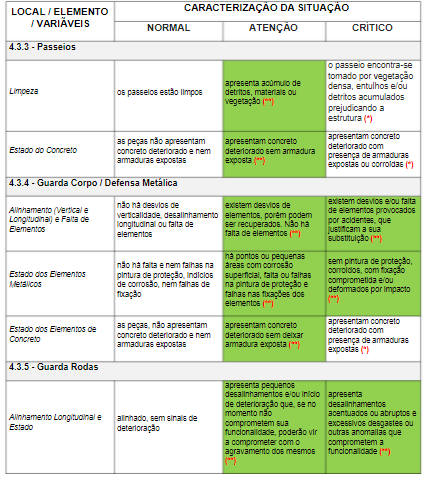 LOCAL / ELEMENTO
/ VARIÁVEIS
CARACTERIZAÇÃO DA SITUAÇÃO
NORMAL
ATENÇÃO
CRÍTICO
4.3.3 - Passeios
Limpeza
os passeios estão limpos
apresenta acúmulo de
detritos, materiais ou
vegetação (**)
o passeio encontra-se
tomado por vegetação
densa, entulhos e/ou
detritos acumulados
prejudicando a
estrutura (*)
Estado do Concreto
as peças não apresentam
concreto deteriorado e nem
armaduras expostas
apresentam concreto
deteriorado sem armadura
exposta (**)
apresentam concreto
deteriorado com
presença de armaduras
expostas ou corroídas (*)
4.3.4 - Guarda Corpo / Defensa Metálica
Alinhamento (Vertical e
Longitudinal) e Falta de
Elementos
não há desvios de
verticalidade, desalinhamento
longitudinal ou falta de
elementos
existem desvios de
elementos, porém podem
ser recuperados. Não há
falta de elementos (**)
existem desvios e/ou falta
de elementos provocados
por acidentes, que
justificam a sua
substituição (**)
Estado dos Elementos
Metálicos
não há falta e nem falhas na
pintura de proteção, indícios
de corrosão, nem falhas de
fixação
há pontos ou pequenas
áreas com corrosão
superficial, falta ou falhas
na pintura de proteção e
falhas nas fixações dos
elementos (**)
sem pintura de proteção,
corroídos, com fixação
comprometida e/ou
deformados por impacto
(**)
Estado dos Elementos de
Concreto
as peças, não apresentam
concreto deteriorado e nem
armaduras expostas
apresentam concreto
deteriorado sem deixar
armadura exposta (**)
apresentam concreto
deteriorado com
presença de armaduras
expostas (*)
4.3.5 - Guarda Rodas
Alinhamento Longitudinal e
Estado
alinhado, sem sinais de
deterioração
apresenta pequenos
desalinhamentos e/ou início
de deterioração que, se no
momento não
comprometem sua
funcionalidade, poderão vir
a comprometer com o
agravamento dos mesmos
(**)
apresenta
desalinhamentos
acentuados ou abruptos e
excessivos desgastes ou
outras anomalias que
comprometem a
funcionalidade (**)